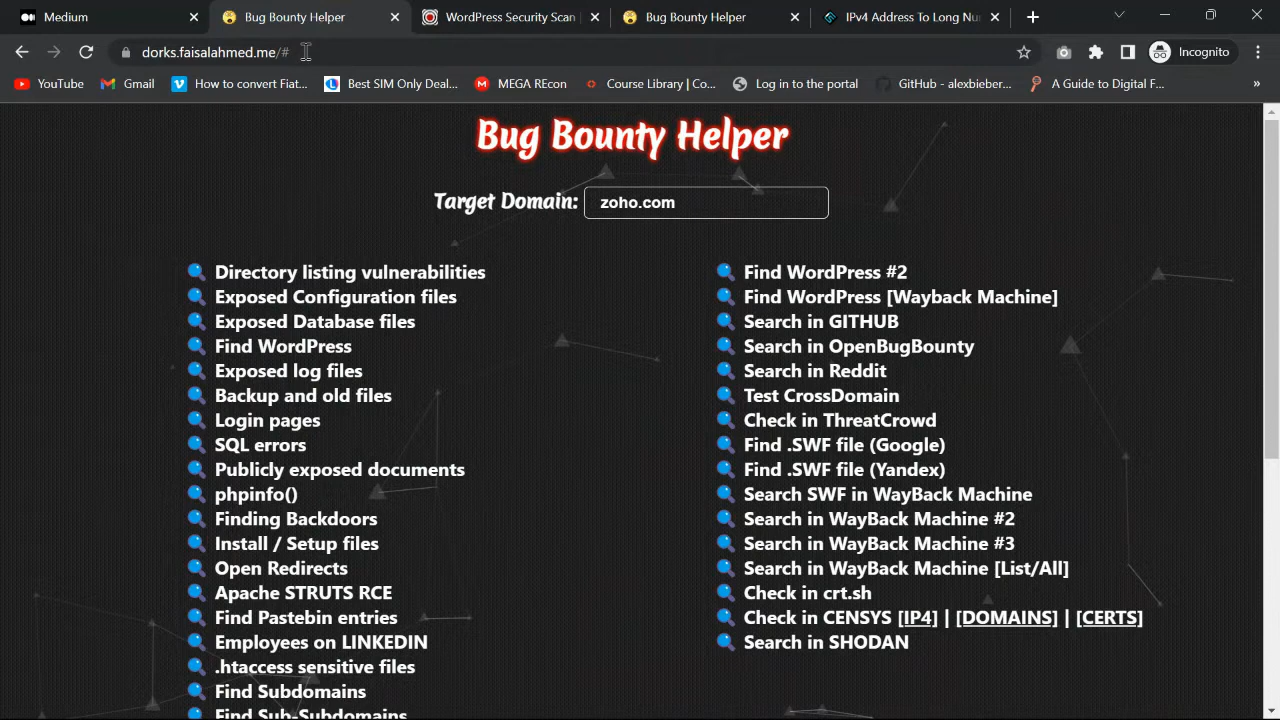 Medium
Bug Bounty Helper
WordPress Security Scan
Bug Bounty Helper
IPv4 Address To Long Nu
dorks.faisalahmed.me/#
Incognito
YouTube
Gmail
How to convert Fiat...
Best SIM Only Deal...
MEGA REcon
Course Library | Co...
Log in to the portal
GitHub - alexbieber...
A Guide to Digital F...
»
Bug Bounty Helper
Target Domain: zoho.com
Directory listing vulnerabilities
Exposed Configuration files
Exposed Database files
Find WordPress
Exposed log files
Backup and old files
Login pages
SQL errors
Publicly exposed documents
phpinfo()
Finding Backdoors
Install / Setup files
Open Redirects
Apache STRUTS RCE
Find Pastebin entries
Employees on LINKEDIN
.htaccess sensitive files
Find Subdomains
Find Sub-Subdomains
Find WordPress #2
Find WordPress [Wayback Machine]
Search in GITHUB
Search in OpenBugBounty
Search in Reddit
Test CrossDomain
Check in ThreatCrowd
Find .SWF file (Google)
Find .SWF file (Yandex)
Search SWF in WayBack Machine
Search in WayBack Machine #2
Search in WayBack Machine #3
Search in WayBack Machine [List/All]
Check in crt.sh
Check in CENSYS [IP4] | [DOMAINS] | [CERTS]
Search in SHODAN